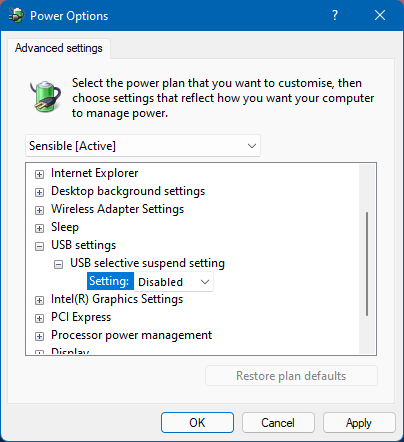 Power Options
?
Advanced settings
Select the power plan that you want to customise, then
choose settings that reflect how you want your computer
to manage power.
Sensible [Active]
Internet Explorer
Desktop background settings
Wireless Adapter Settings
Sleep
USB settings
USB selective suspend setting
Setting: Disabled
Intel(R) Graphics Settings
PCI Express
Processor power management
Display
Restore plan defaults
OK
Cancel
Apply